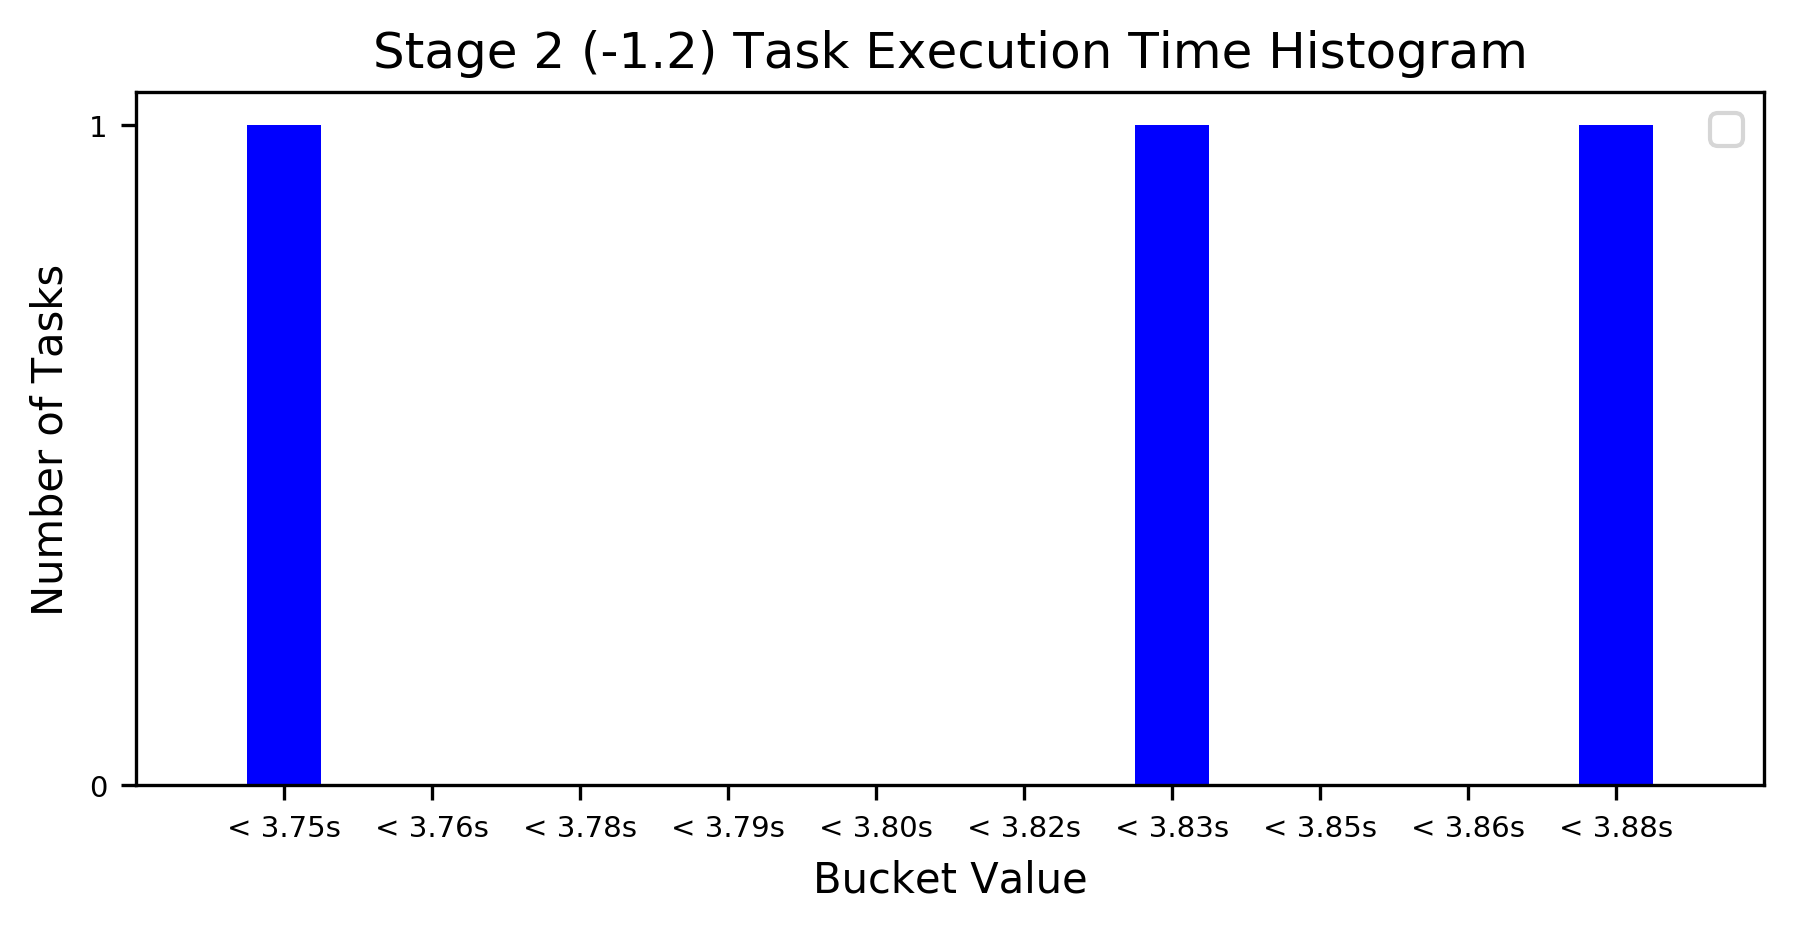 Stage 2 (-1.2) Task Execution Time Histogram
Number of Tasks
1
0
< 3.75s < 3.76s < 3.78s < 3.79s < 3.80s < 3.82s < 3.83s < 3.85s < 3.86s < 3.88s
Bucket Value